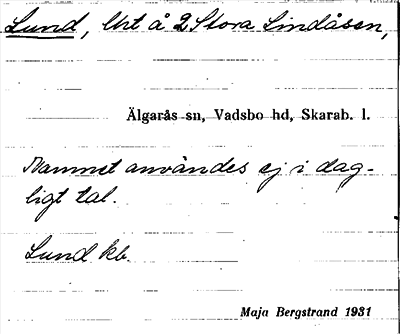 Lund, lht å 2 Stora Lindåsen,
Älgarås sn, Vadsbo hd, Skarab. l.
Namnet användes ej i dag-
ligt tal.
Lund kb.
Maja Bergstrand 1931